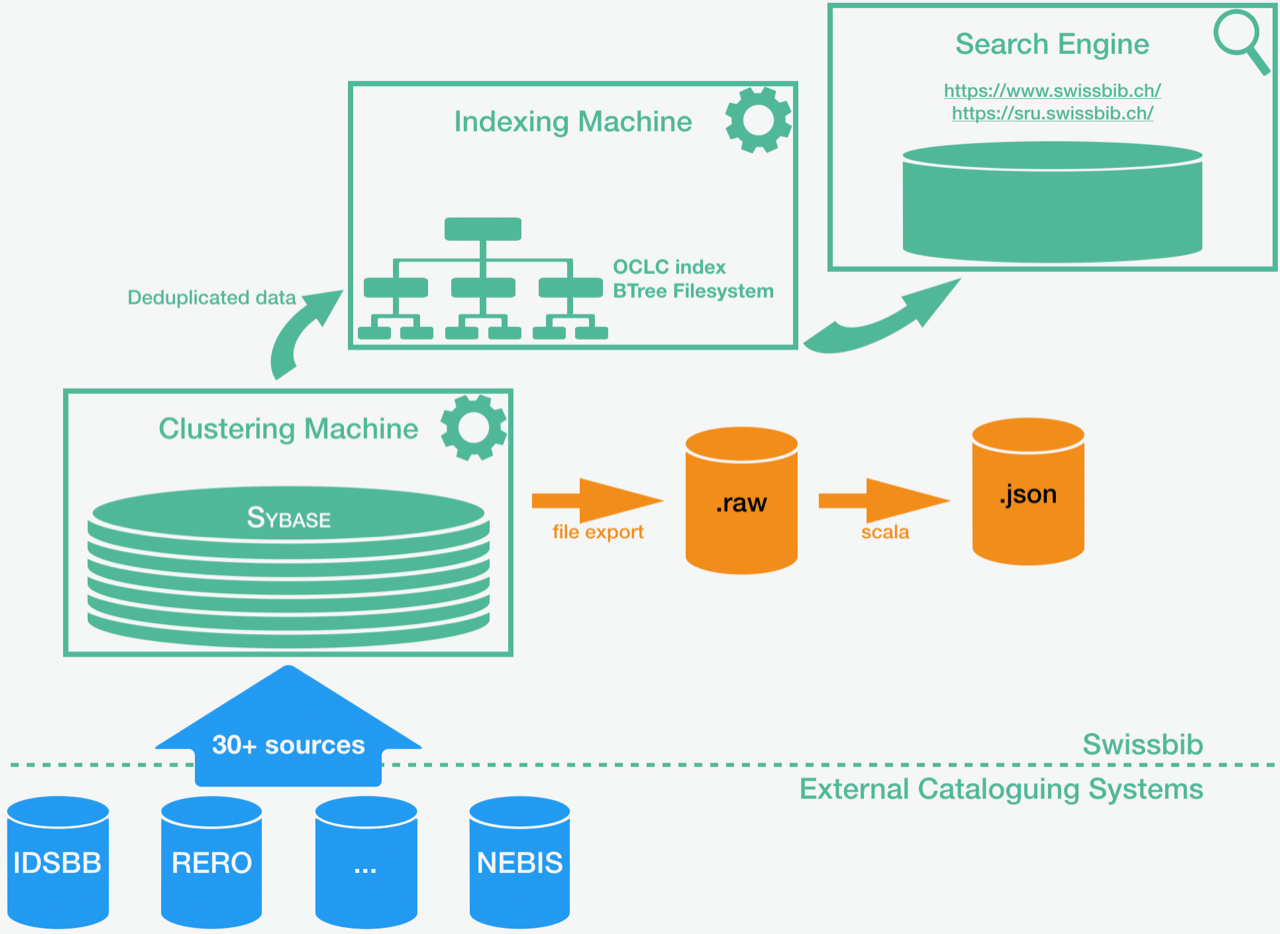 Search Engine
https://www.swissbib.ch/
https://sru.swissbib.ch/
Indexing Machine
OCLC index
BTree Filesystem
Deduplicated data
Clustering Machine
SYBASE
file export
.raw
scala
.json
30+ sources
Swissbib
External Cataloguing Systems
IDSBB
RERO
...
NEBIS